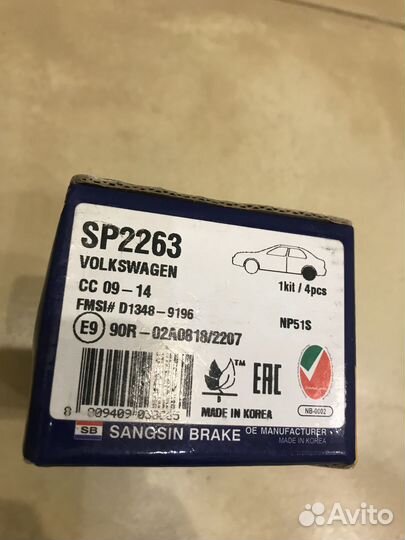 SP2263
VOLKSWAGEN
CC 09-14
FMSI# D1348-9196
1kit / 4pcs
NP51S
E9 90R-02A0818/2207
TM
EAC
MADE IN KOREA
NB-0002
SB SANGSIN BRAKE OE MANUFACTURER
MADE IN KOREA
Avito